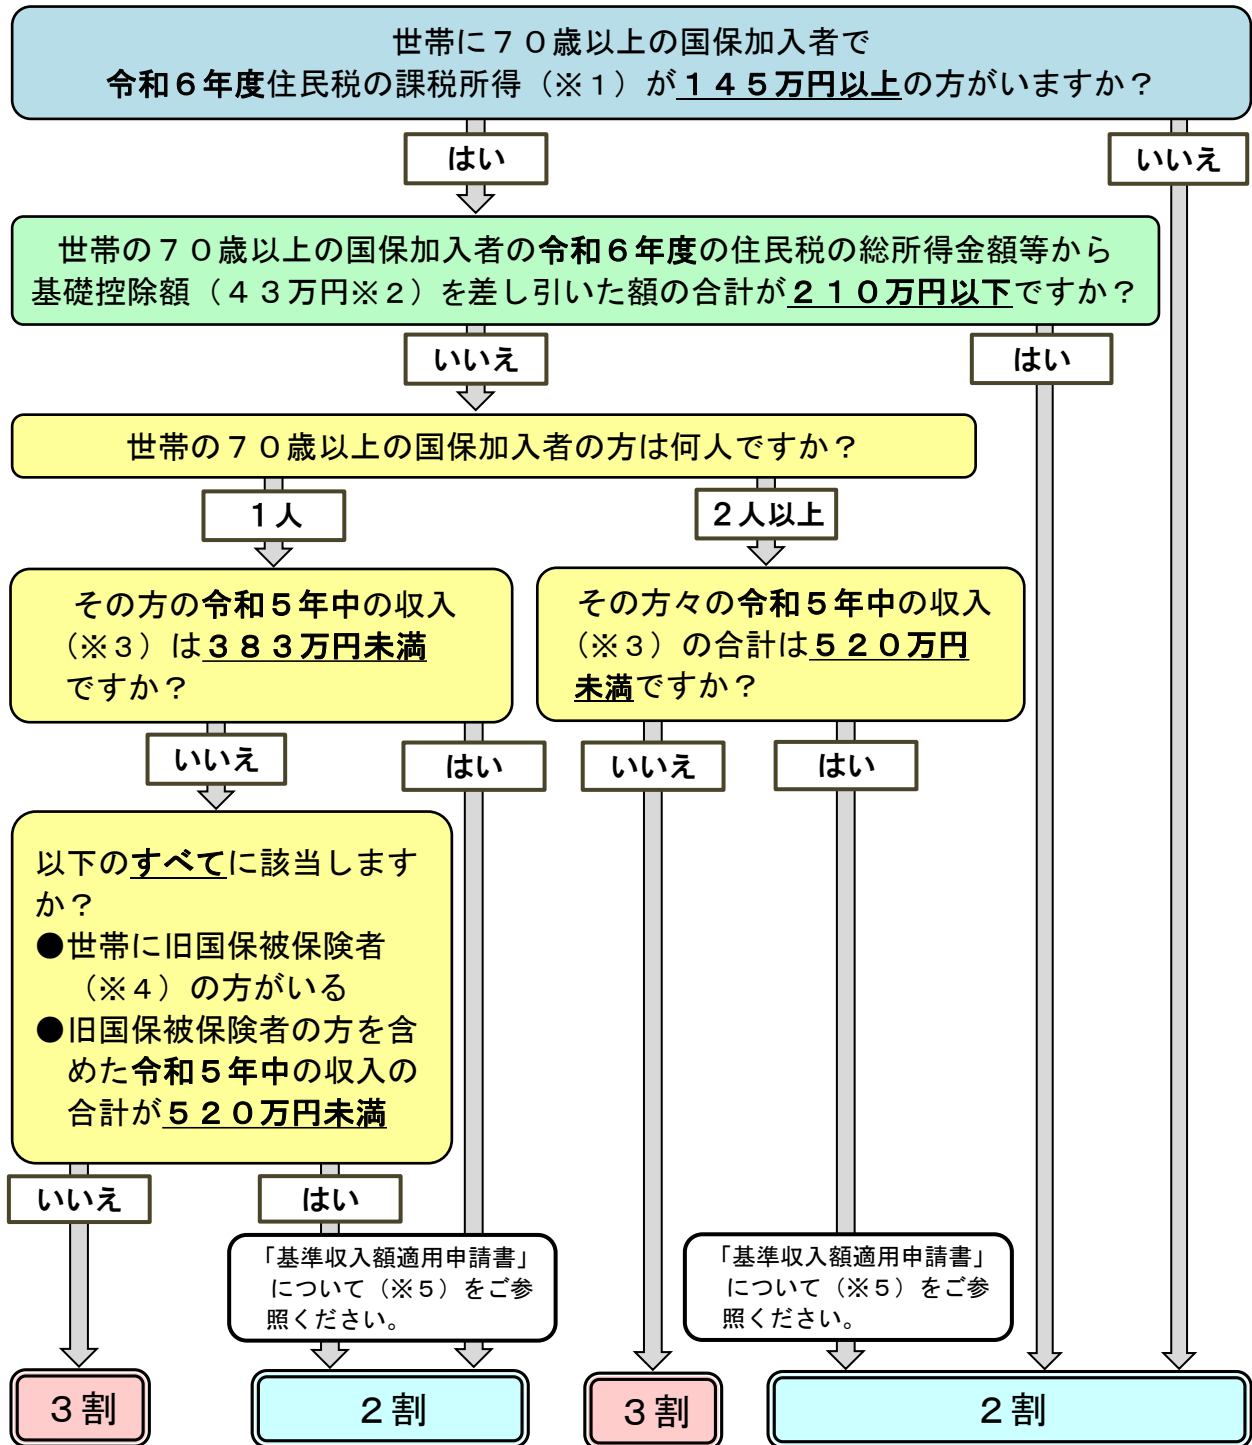 世帯に７０歳以上の国保加入者で
令和６年度住民税の課税所得（※１）が１４５万円以上の方がいますか？
はい
いいえ
世帯の７０歳以上の国保加入者の令和６年度の住民税の総所得金額等から
基礎控除額（４３万円※２）を差し引いた額の合計が２１０万円以下ですか？
いいえ
はい
世帯の７０歳以上の国保加入者の方は何人ですか？
１人
２人以上
その方の令和５年中の収入
（※３）は３８３万円未満
ですか？
その方々の令和５年中の収入
（※３）の合計は５２０万円
未満ですか？
いいえ
はい
いいえ
はい
以下のすべてに該当します
か？
●世帯に旧国保被保険者
（※４）の方がいる
●旧国保被保険者の方を含
めた令和５年中の収入の
合計が５２０万円未満
いいえ
はい
「基準収入額適用申請書」
について（※５）をご参
照ください。
「基準収入額適用申請書」
について（※５）をご参
照ください。
３割
２割
３割
２割